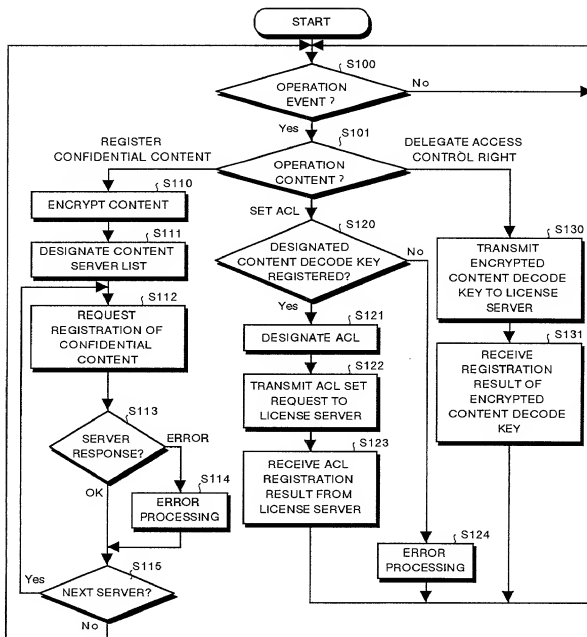 START
S100
OPERATION
EVENT ?
No
Yes
REGISTER
CONFIDENTIAL CONTENT
S101
OPERATION
CONTENT ?
DELEGATE ACCESS
CONTROL RIGHT
S110
ENCRYPT CONTENT
S111
DESIGNATE CONTENT
SERVER LIST
S112
REQUEST
REGISTRATION OF
CONFIDENTIAL
CONTENT
S113
SERVER
RESPONSE?
ERROR
OK
S114
ERROR
PROCESSING
S115
Yes
NEXT SERVER?
No
SET ACL
S120
DESIGNATED
CONTENT DECODE KEY
REGISTERED?
No
Yes
S121
DESIGNATE ACL
S122
TRANSMIT ACL SET
REQUEST TO
LICENSE SERVER
S123
RECEIVE ACL
REGISTRATION
RESULT FROM
LICENSE SERVER
S124
ERROR
PROCESSING
S130
TRANSMIT
ENCRYPTED
CONTENT DECODE
KEY TO LICENSE
SERVER
S131
RECEIVE
REGISTRATION
RESULT OF
ENCRYPTED
CONTENT DECODE
KEY